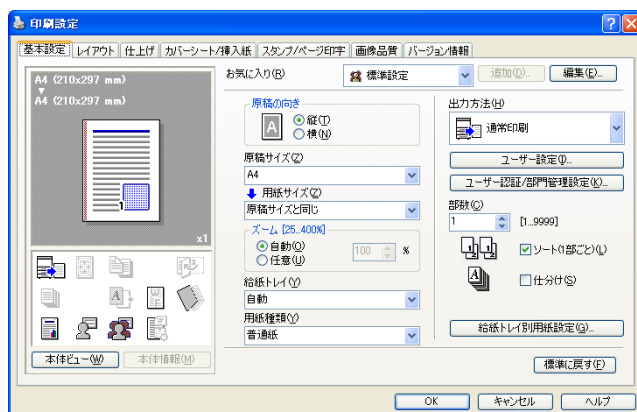 印刷設定
基本設定 レイアウト 仕上げ カバーシート/挿入紙 スタンプ/ページ印字 画像品質 バージョン情報
A4 (210x297 mm)
A4 (210x297 mm)
1
x1
本体ビュー(W) 本体情報(M)
お気に入り(R) 標準設定 追加(D)... 編集(E)...
原稿の向き
A
縦(T)
横(N)
原稿サイズ(Z)
A4
用紙サイズ(Z)
原稿サイズと同じ
ズーム [25..400%]
自動(O)
任意(U)
100 %
給紙トレイ(Y)
自動
用紙種類(Y)
普通紙
出力方法(H)
通常印刷
ユーザー設定(I)...
ユーザー認証/部門管理設定(K)...
部数(C)
1 [1..9999]
ソート(1部ごと)(L)
仕分け(S)
給紙トレイ別用紙設定(G)...
標準に戻す(F)
OK キャンセル ヘルプ